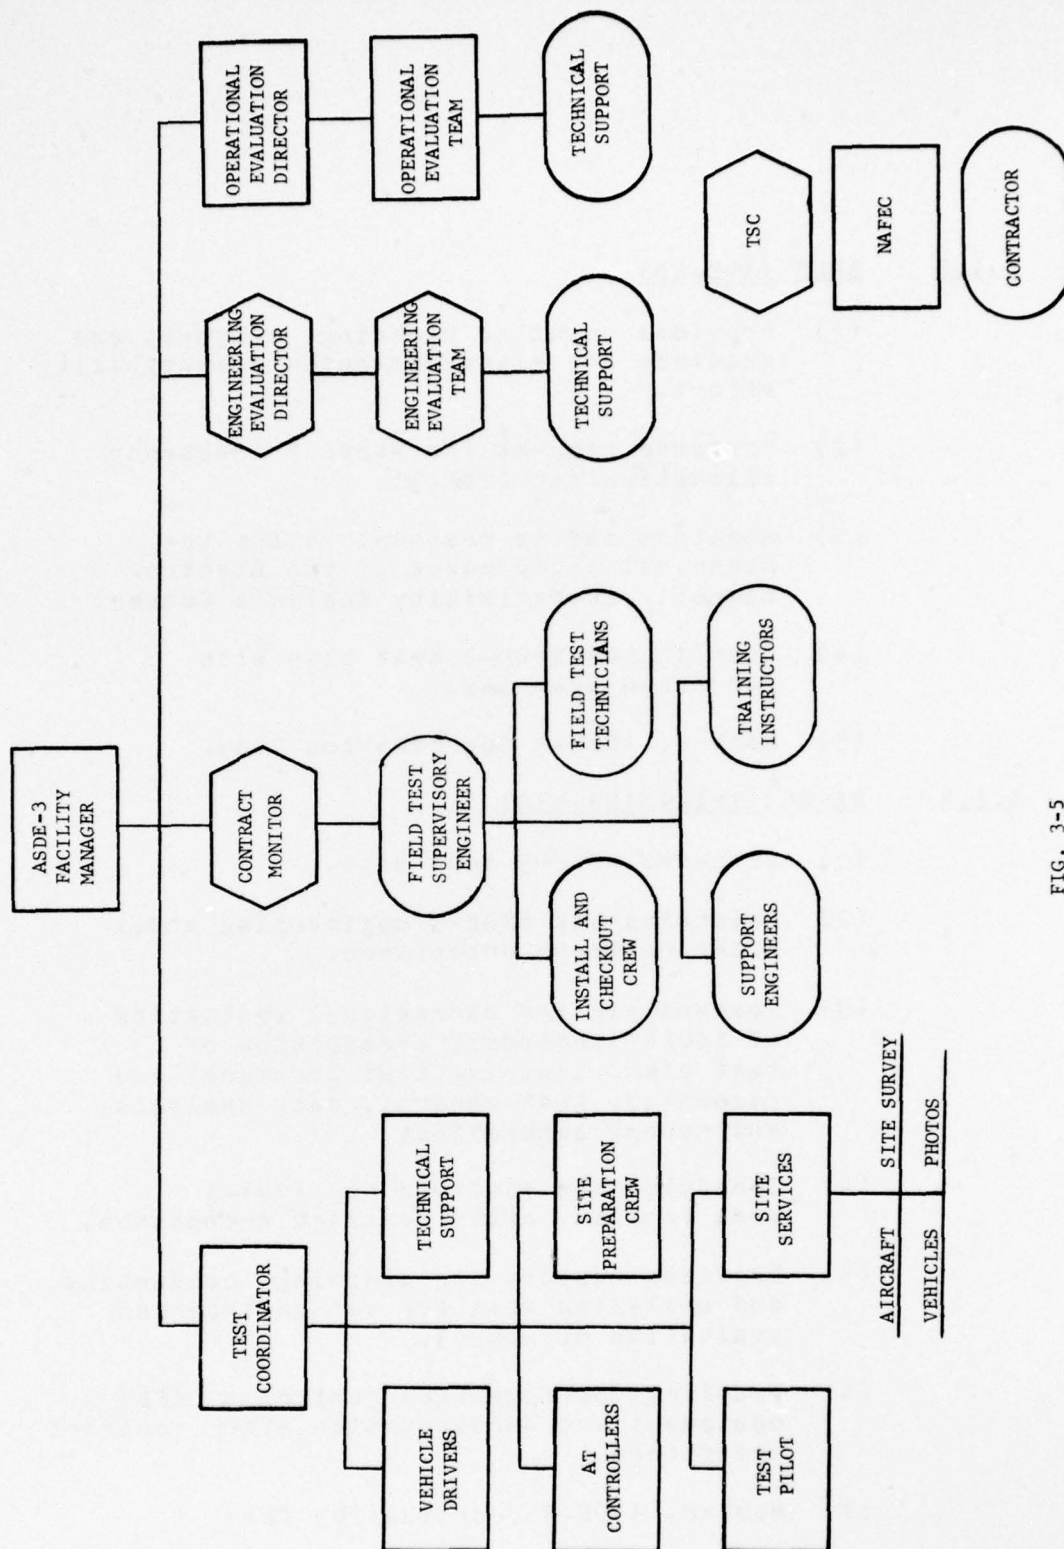 ASDE-3
FACILITY
MANAGER
TEST
COORDINATOR
CONTRACT
MONITOR
ENGINEERING
EVALUATION
DIRECTOR
OPERATIONAL
EVALUATION
DIRECTOR
VEHICLE
DRIVERS
TECHNICAL
SUPPORT
FIELD TEST
SUPERVISORY
ENGINEER
ENGINEERING
EVALUATION
TEAM
OPERATIONAL
EVALUATION
TEAM
AT
CONTROLLERS
SITE
PREPARATION
CREW
INSTALL AND
CHECKOUT
CREW
FIELD TEST
TECHNICIANS
TECHNICAL
SUPPORT
TECHNICAL
SUPPORT
TEST
PILOT
SITE
SERVICES
SUPPORT
ENGINEERS
TRAINING
INSTRUCTORS
TSC
AIRCRAFT SITE SURVEY
VEHICLES PHOTOS
NAFEC
CONTRACTOR
FIG. 3-5